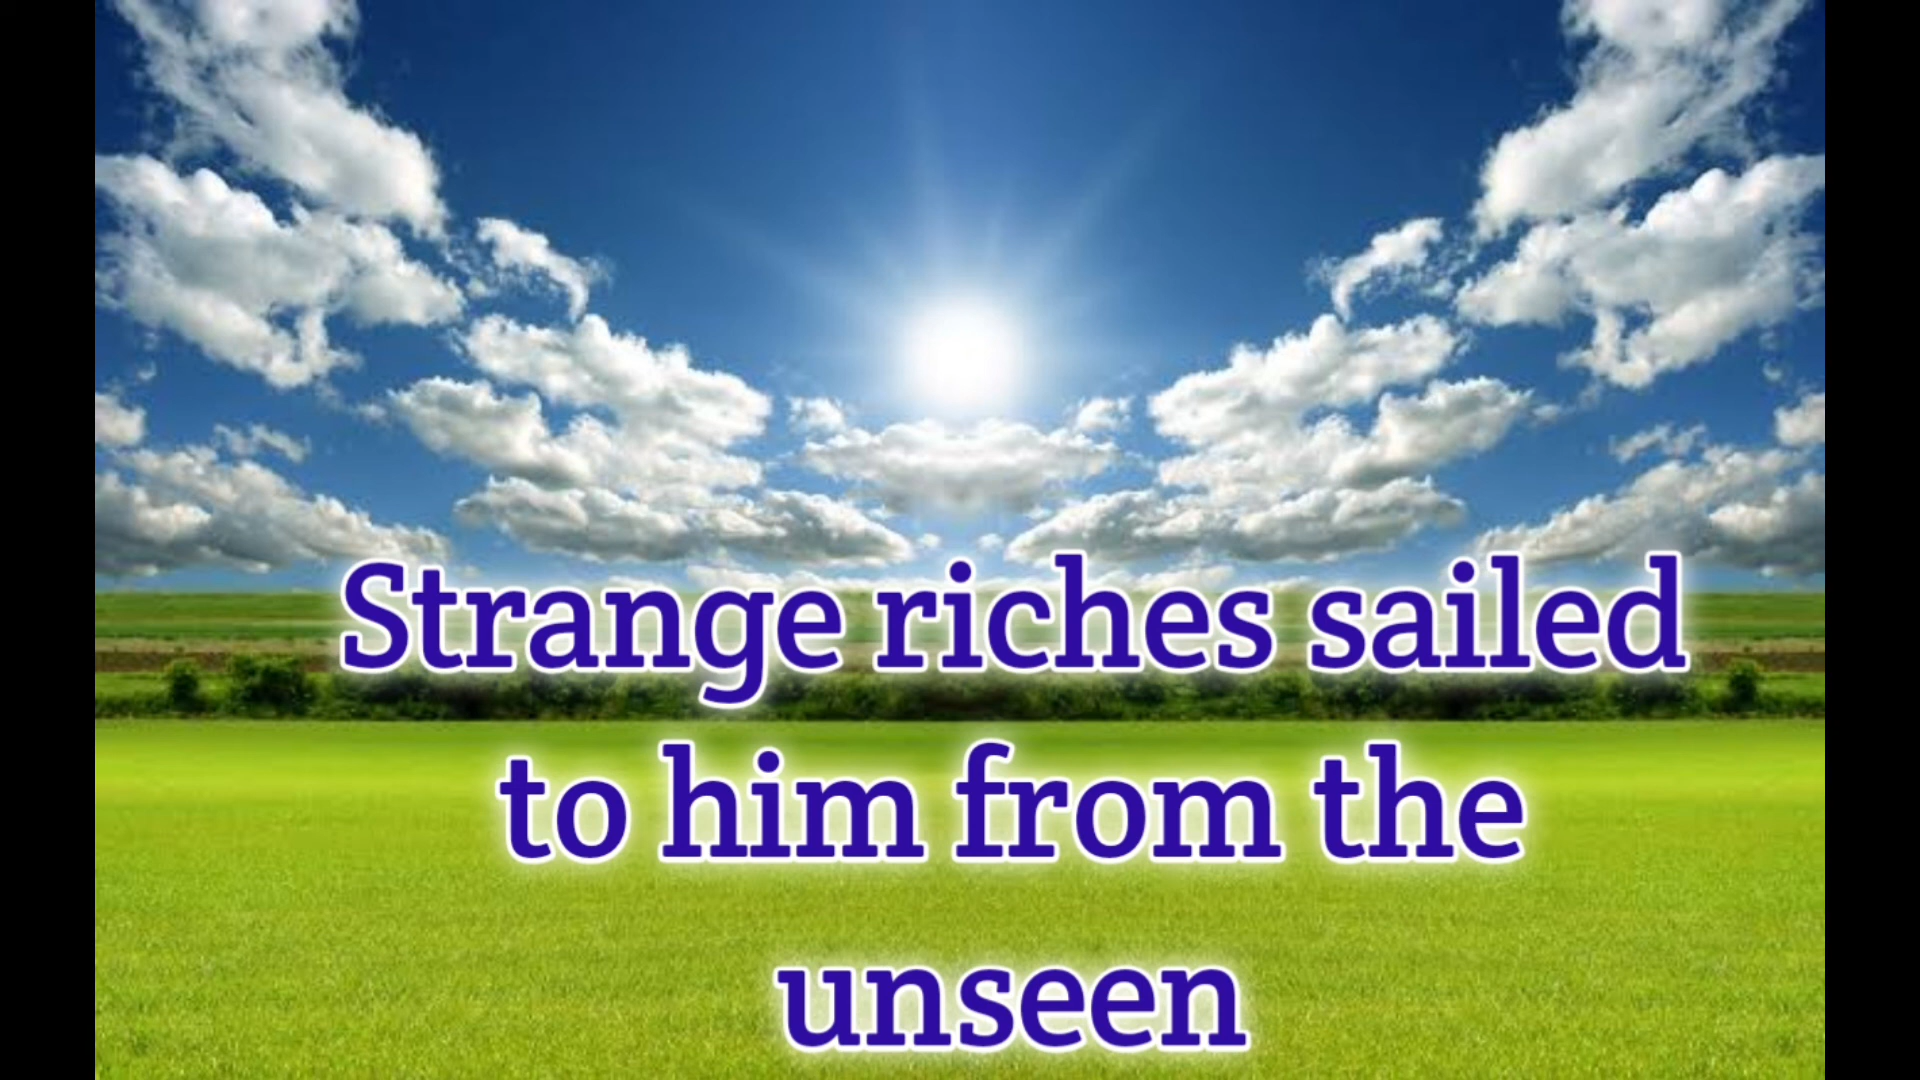 Strange riches sailed
to him from the
unseen